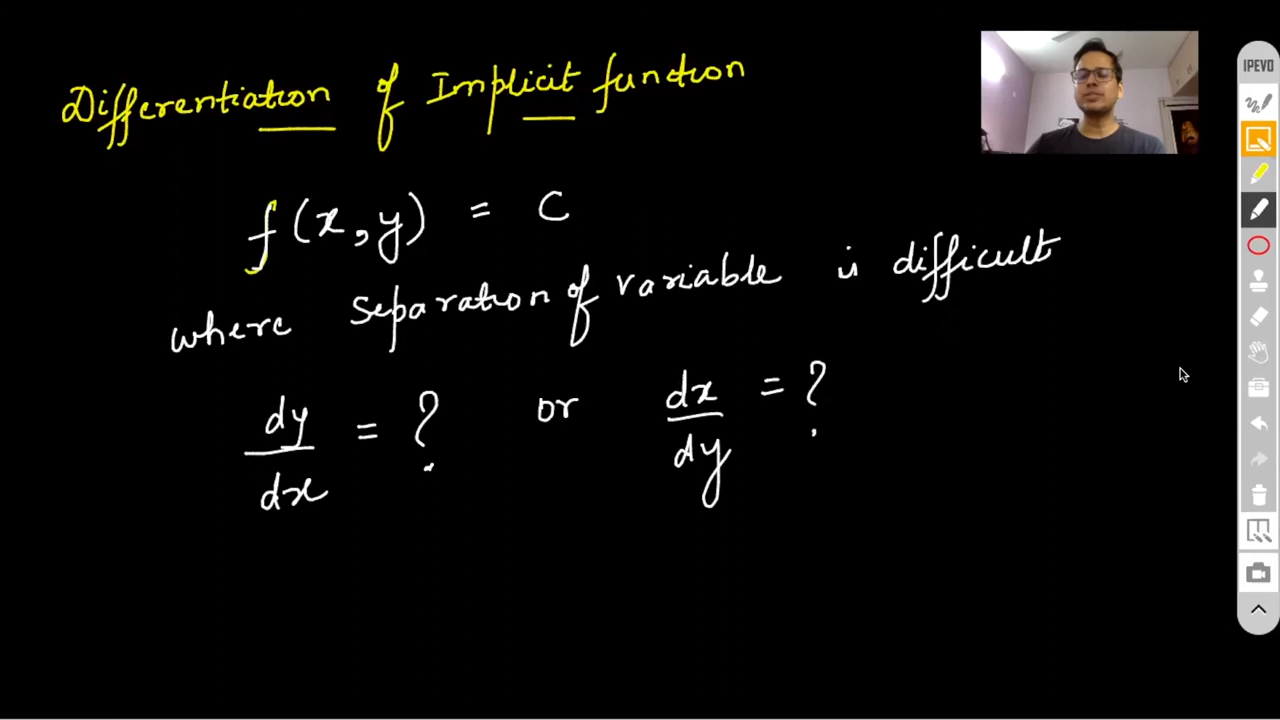 Differentiation of Implicit function
IPEVO
f(x,y) = C
where separation of variable is difficult
dy/dx = ? or dx/dy = ?